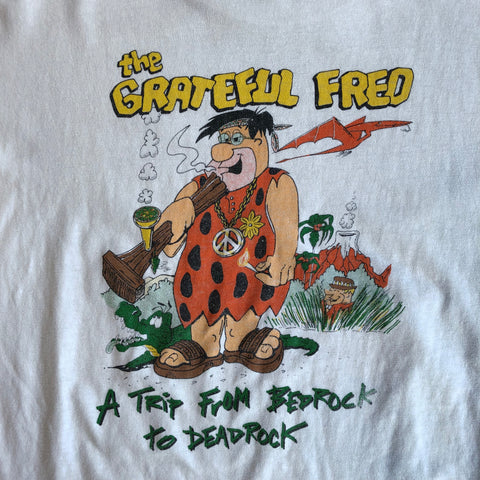 the
GRATEFUL FRED
A TRIP FROM BEDROCK
to DEADROCK